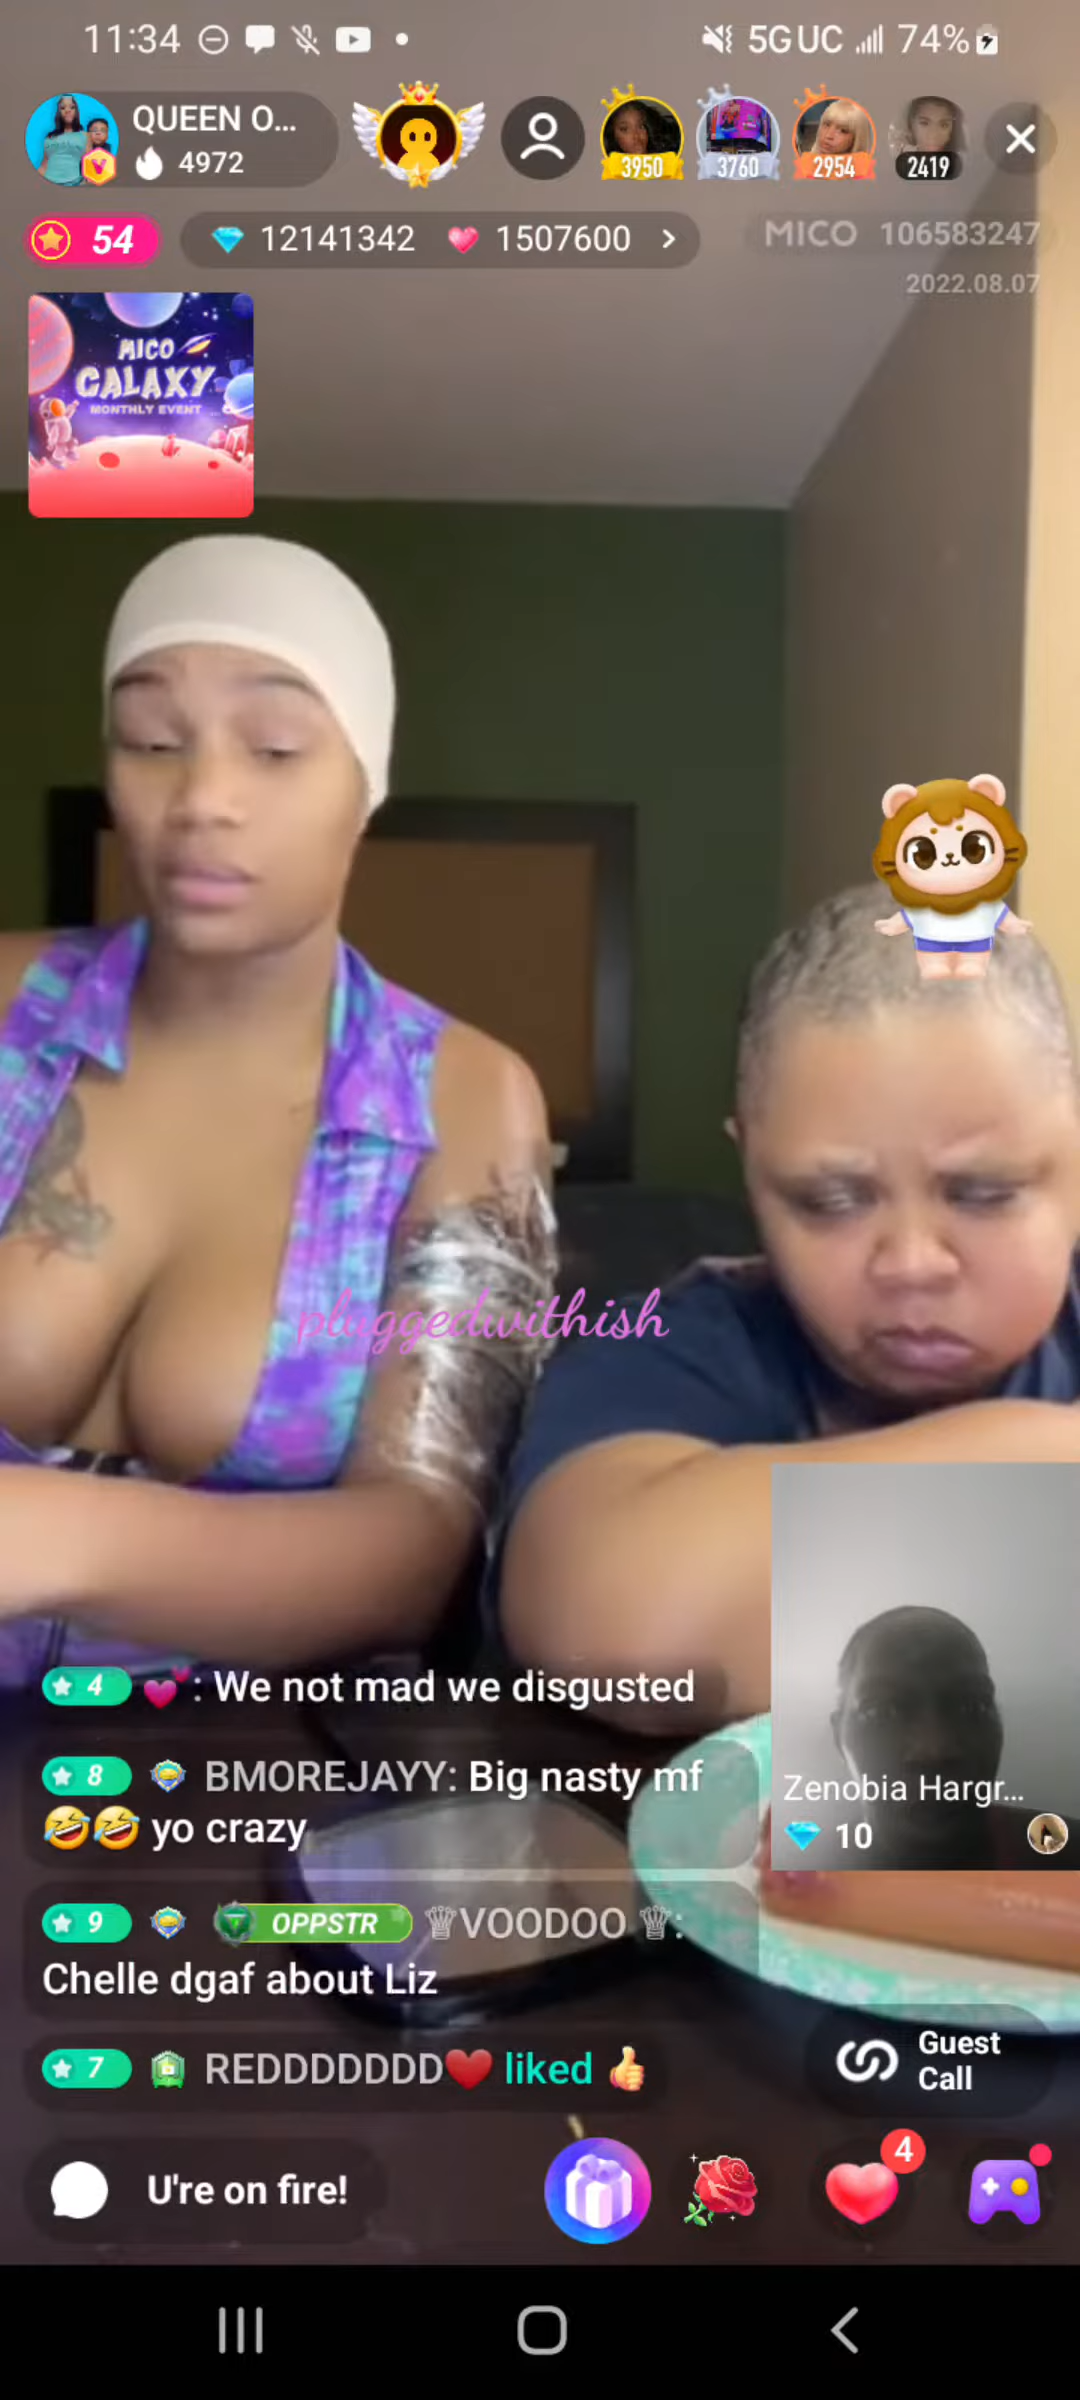 11:34
5GUC 74%
QUEEN O...
4972
3950
3760
2954
2419
54
12141342 1507600 >
MICO 106583247
2022.08.07
MICO
GALAXY
MONTHLY EVENT
pluggedwithish
4 💕: We not mad we disgusted
8 BMOREJAYY: Big nasty mf
🤣🤣 yo crazy
9 OPPSTR ♕VOODOO ♕:
Chelle dgaf about Liz
7 REDDDDDDD❤️ liked 👍
Zenobia Hargr...
10
Guest
Call
U're on fire!
4